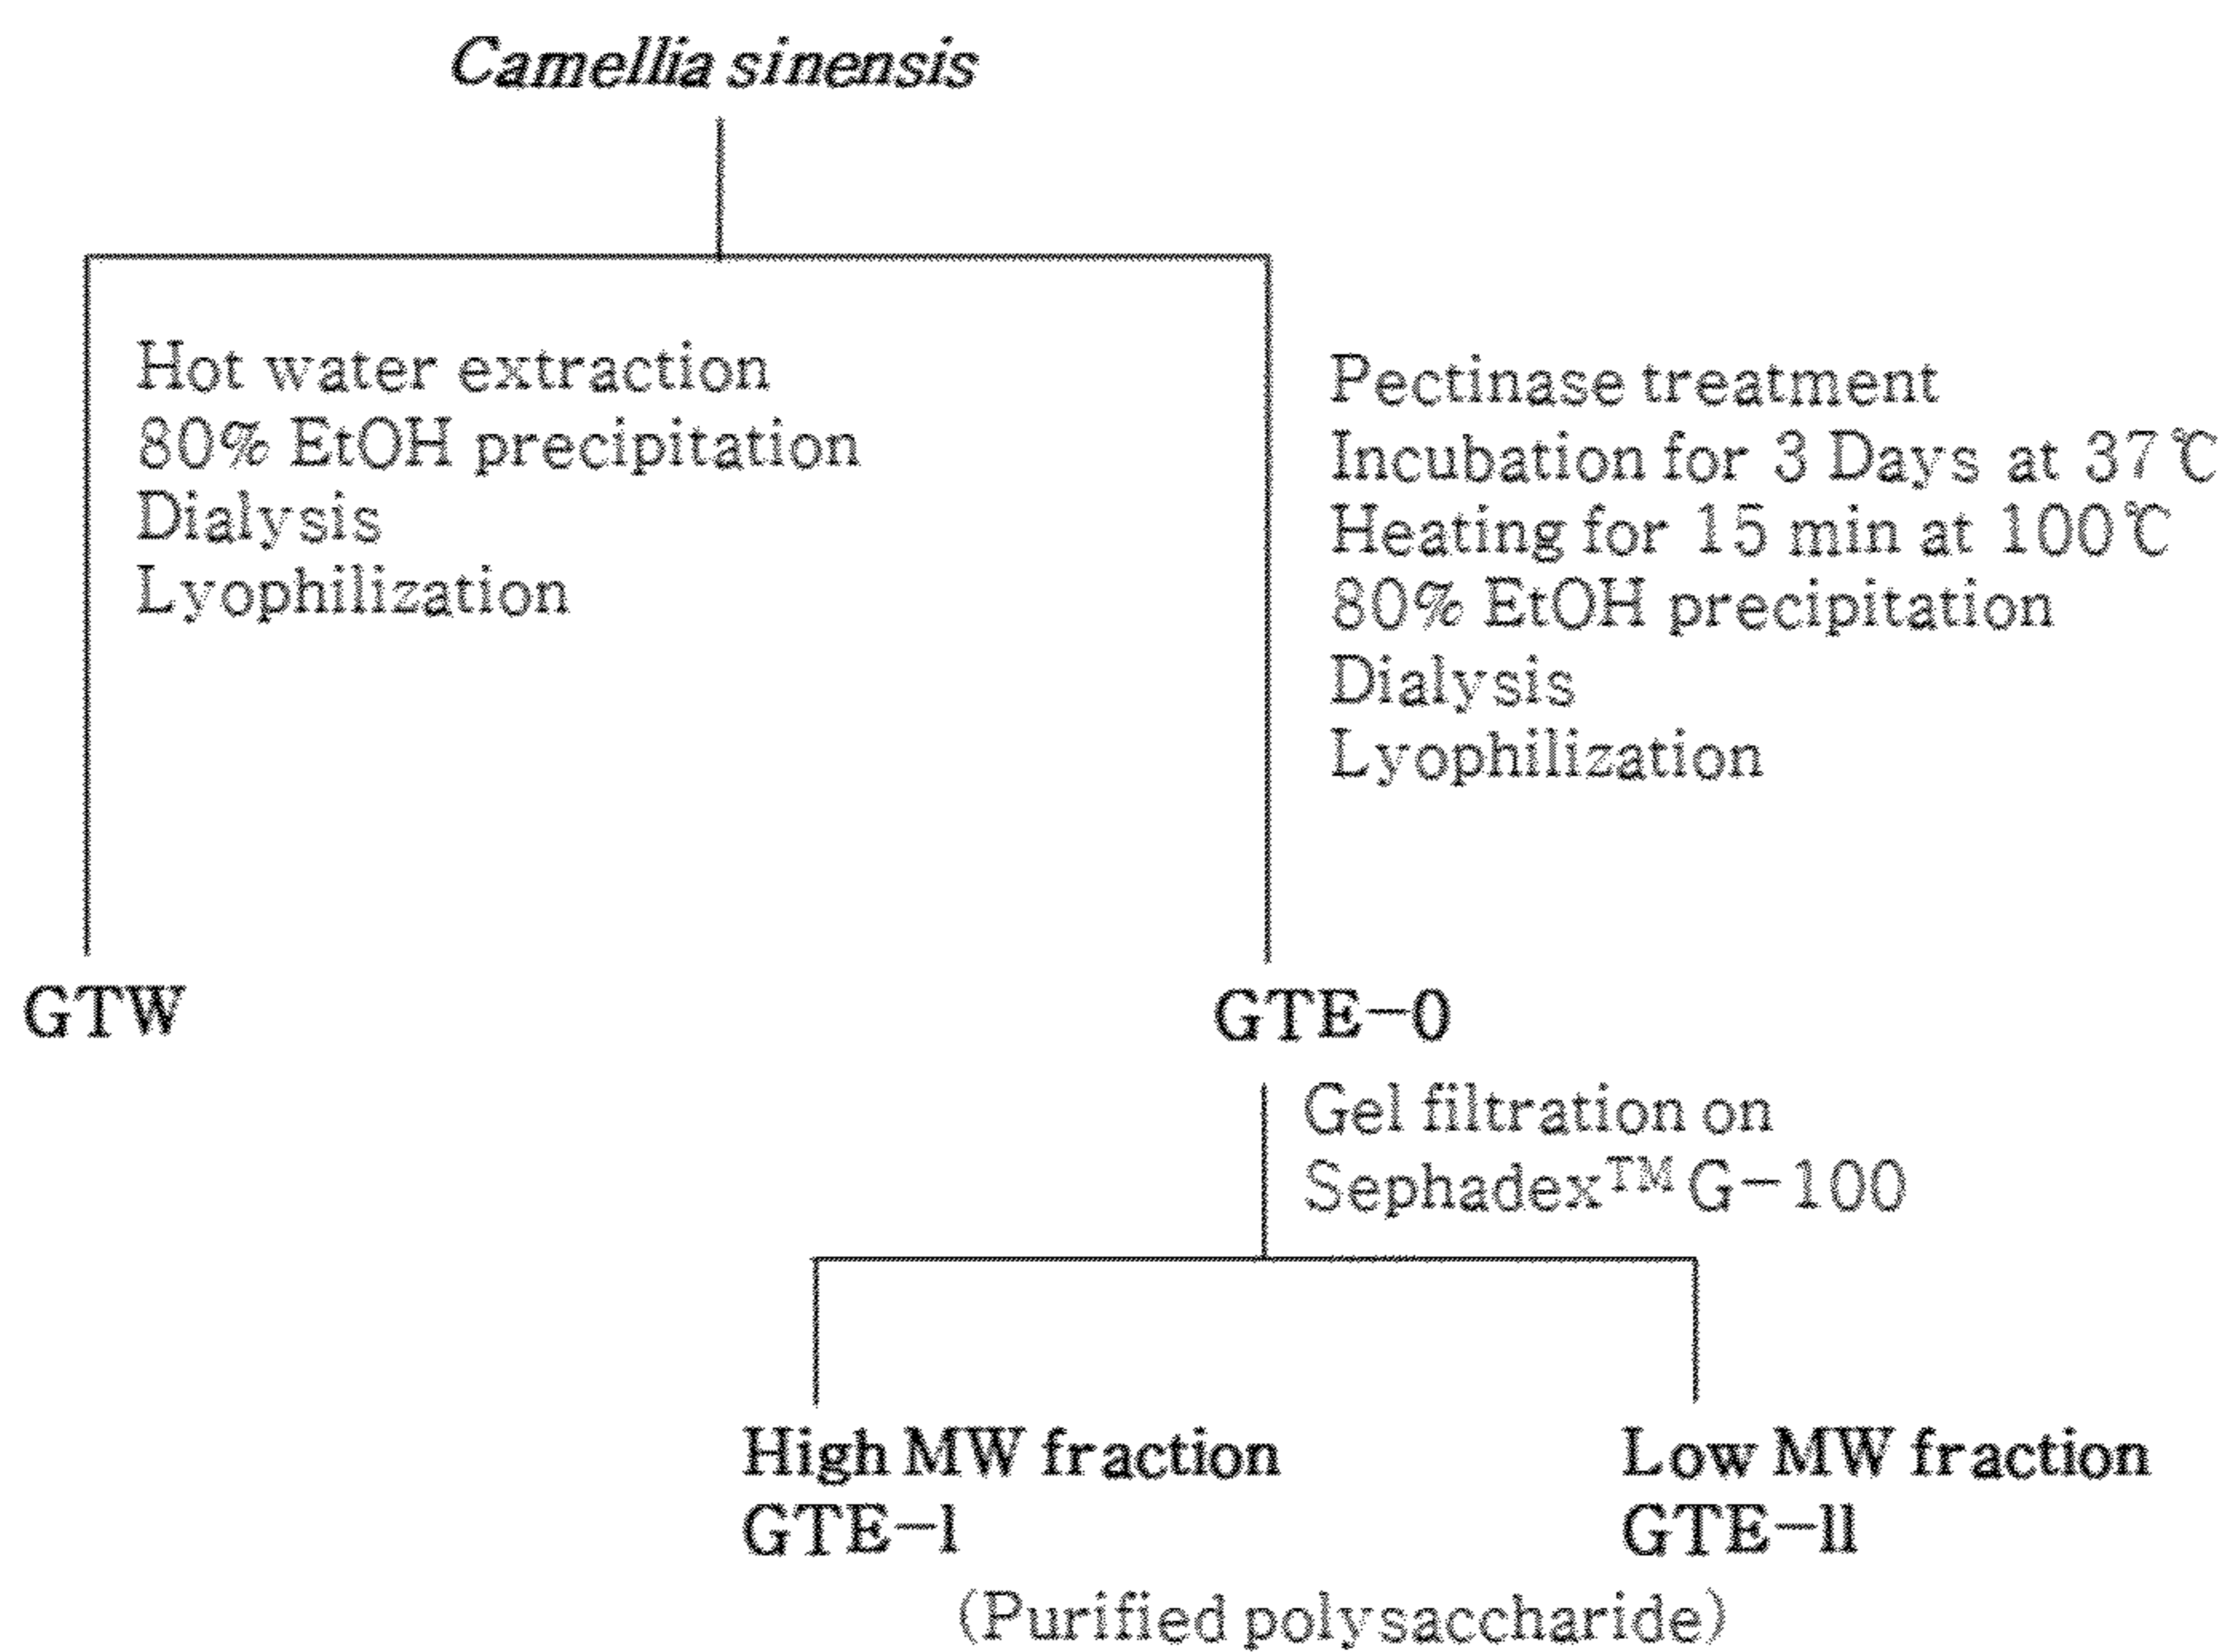 Camellia sinensis
Hot water extraction
80% EtOH precipitation
Dialysis
Lyophilization
Pectinase treatment
Incubation for 3 Days at 37℃
Heating for 15 min at 100℃
80% EtOH precipitation
Dialysis
Lyophilization
GTW
GTE-0
Gel filtration on
Sephadex™ G-100
High MW fraction
GTE-I
Low MW fraction
GTE-II
(Purified polysaccharide)